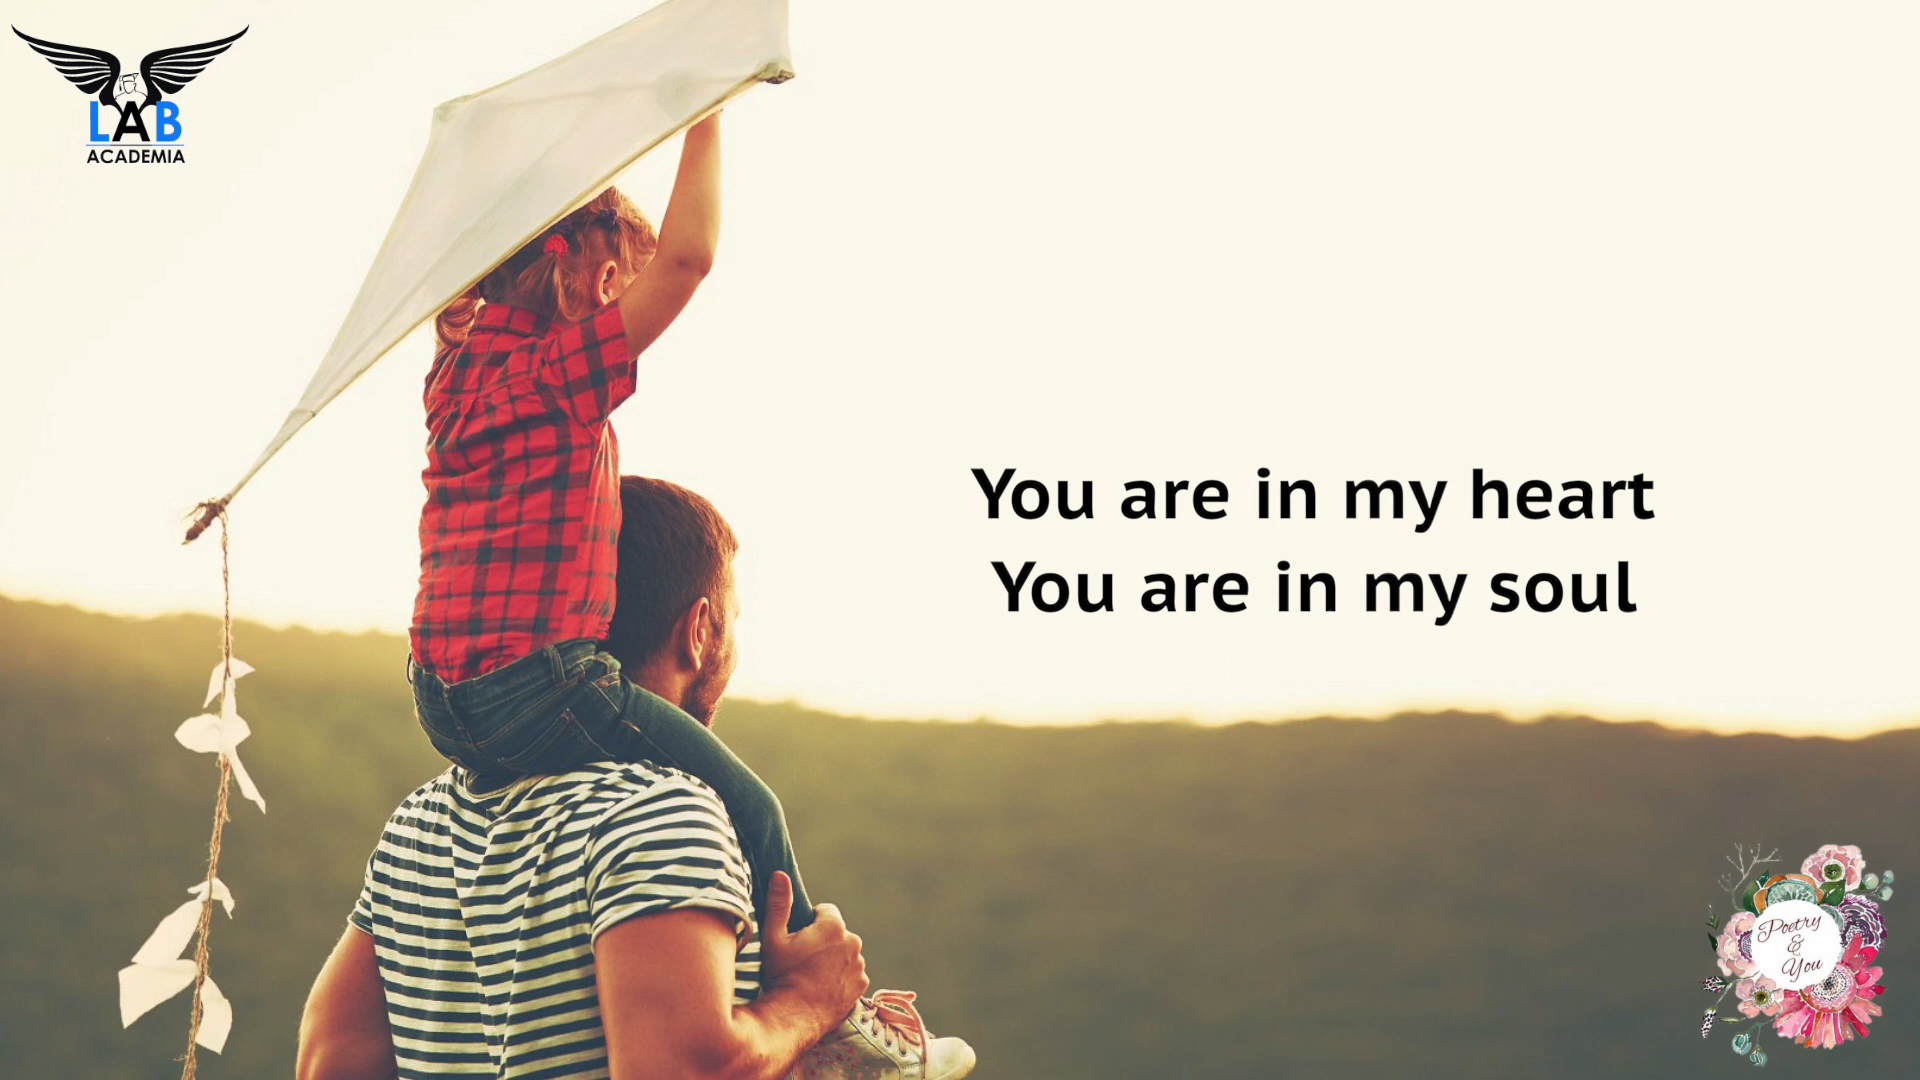 LAB
ACADEMIA
You are in my heart
You are in my soul
Poetry
&
You